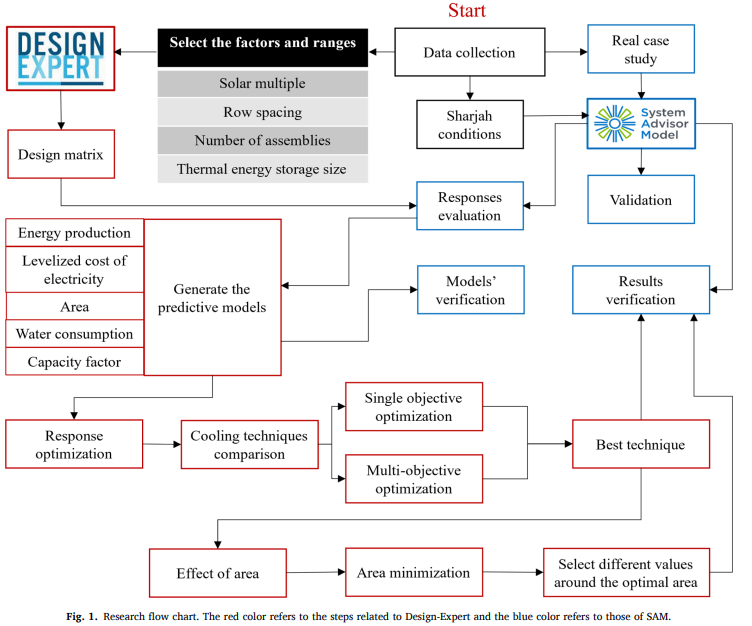 Start
DESIGN
EXPERT
Select the factors and ranges
Solar multiple
Row spacing
Number of assemblies
Thermal energy storage size
Data collection
Real case
study
Sharjah
conditions
System
Advisor
Model
Design matrix
Responses
evaluation
Validation
Energy production
Levelized cost of
electricity
Area
Water consumption
Capacity factor
Generate the
predictive models
Models’
verification
Results
verification
Response
optimization
Cooling techniques
comparison
Single objective
optimization
Multi-objective
optimization
Best technique
Effect of area
Area minimization
Select different values
around the optimal area
Fig. 1. Research flow chart. The red color refers to the steps related to Design-Expert and the blue color refers to those of SAM.